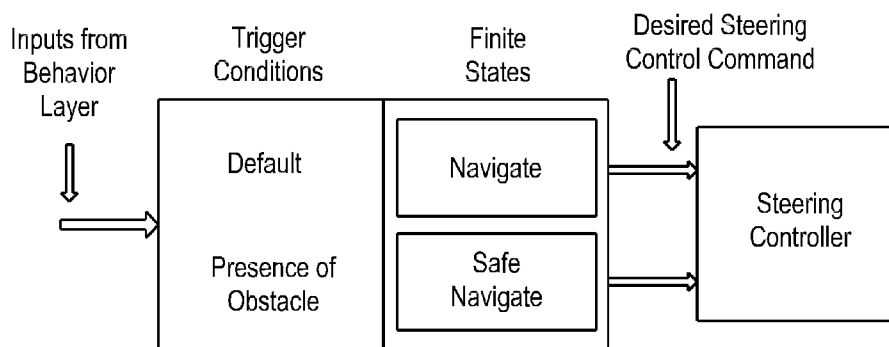 Inputs from
Behavior
Layer
Trigger
Conditions
Finite
States
Desired Steering
Control Command
Default
Navigate
Presence of
Obstacle
Safe
Navigate
Steering
Controller